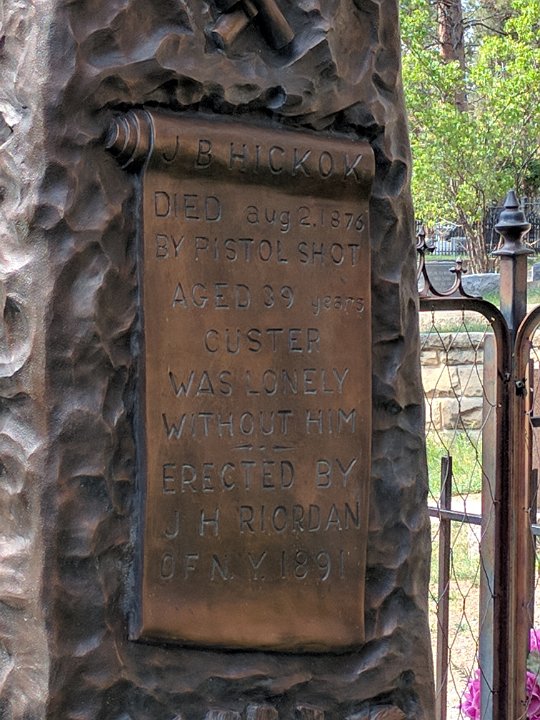 J B HICKOK
DIED aug 2, 1876
BY PISTOL SHOT
AGED 39 years
CUSTER
WAS LONELY
WITHOUT HIM
ERECTED BY
J H RIORDAN
OF N. Y. 1891